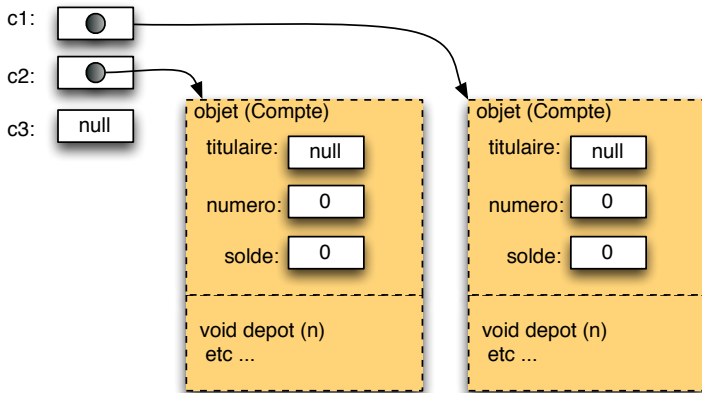 c1:
c2:
c3: null
objet (Compte)
titulaire: null
numero: 0
solde: 0
void depot (n)
etc ...
objet (Compte)
titulaire: null
numero: 0
solde: 0
void depot (n)
etc ...